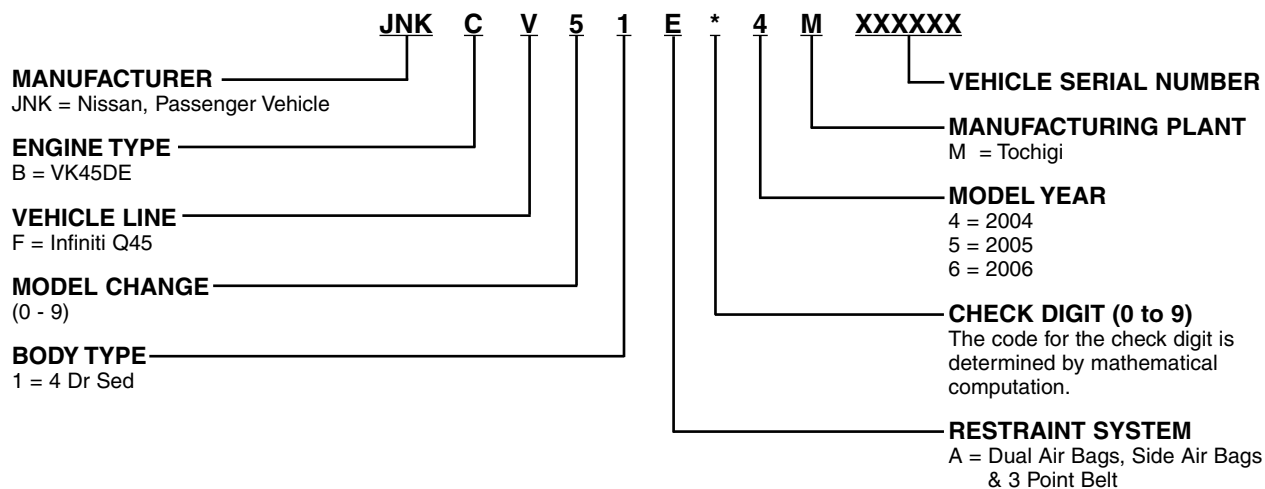 JNK C V 5 1 E * 4 M XXXXXX
MANUFACTURER
JNK = Nissan, Passenger Vehicle
ENGINE TYPE
B = VK45DE
VEHICLE LINE
F = Infiniti Q45
MODEL CHANGE
(0 - 9)
BODY TYPE
1 = 4 Dr Sed
VEHICLE SERIAL NUMBER
MANUFACTURING PLANT
M = Tochigi
MODEL YEAR
4 = 2004
5 = 2005
6 = 2006
CHECK DIGIT (0 to 9)
The code for the check digit is
determined by mathematical
computation.
RESTRAINT SYSTEM
A = Dual Air Bags, Side Air Bags
& 3 Point Belt